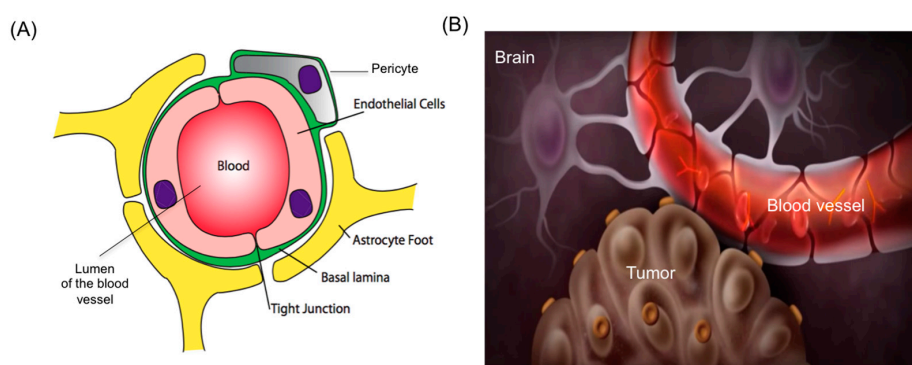 (A)
Pericyte
Endothelial Cells
Blood
Astrocyte Foot
Lumen
of the blood
vessel
Basal lamina
Tight Junction
(B)
Brain
Blood vessel
Tumor